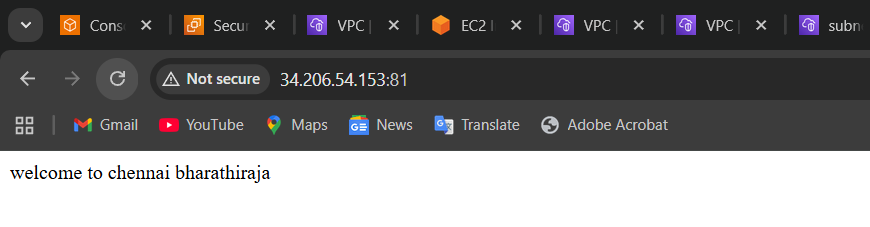 Cons Secur VPC | EC2 VPC | VPC | subn
Not secure 34.206.54.153:81
Gmail YouTube Maps News Translate Adobe Acrobat
welcome to chennai bharathiraja